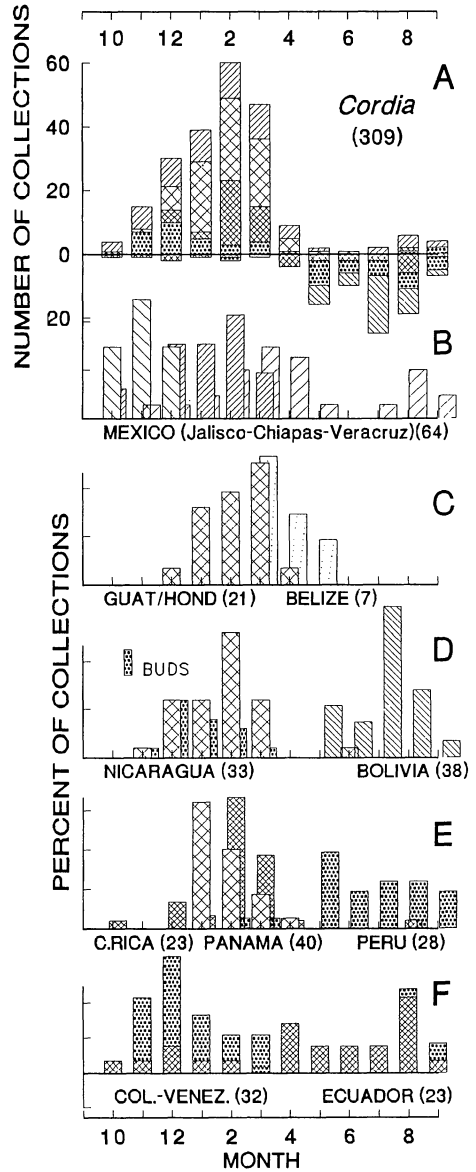 10 12 2 4 6 8
A
60
40
20
0
20
NUMBER OF COLLECTIONS
Cordia
(309)
B
MEXICO (Jalisco-Chiapas-Veracruz)(64)
C
GUAT/HOND (21) BELIZE (7)
D
BUDS
NICARAGUA (33) BOLIVIA (38)
PERCENT OF COLLECTIONS
E
C.RICA (23) PANAMA (40) PERU (28)
F
COL.-VENEZ. (32) ECUADOR (23)
10 12 2 4 6 8
MONTH